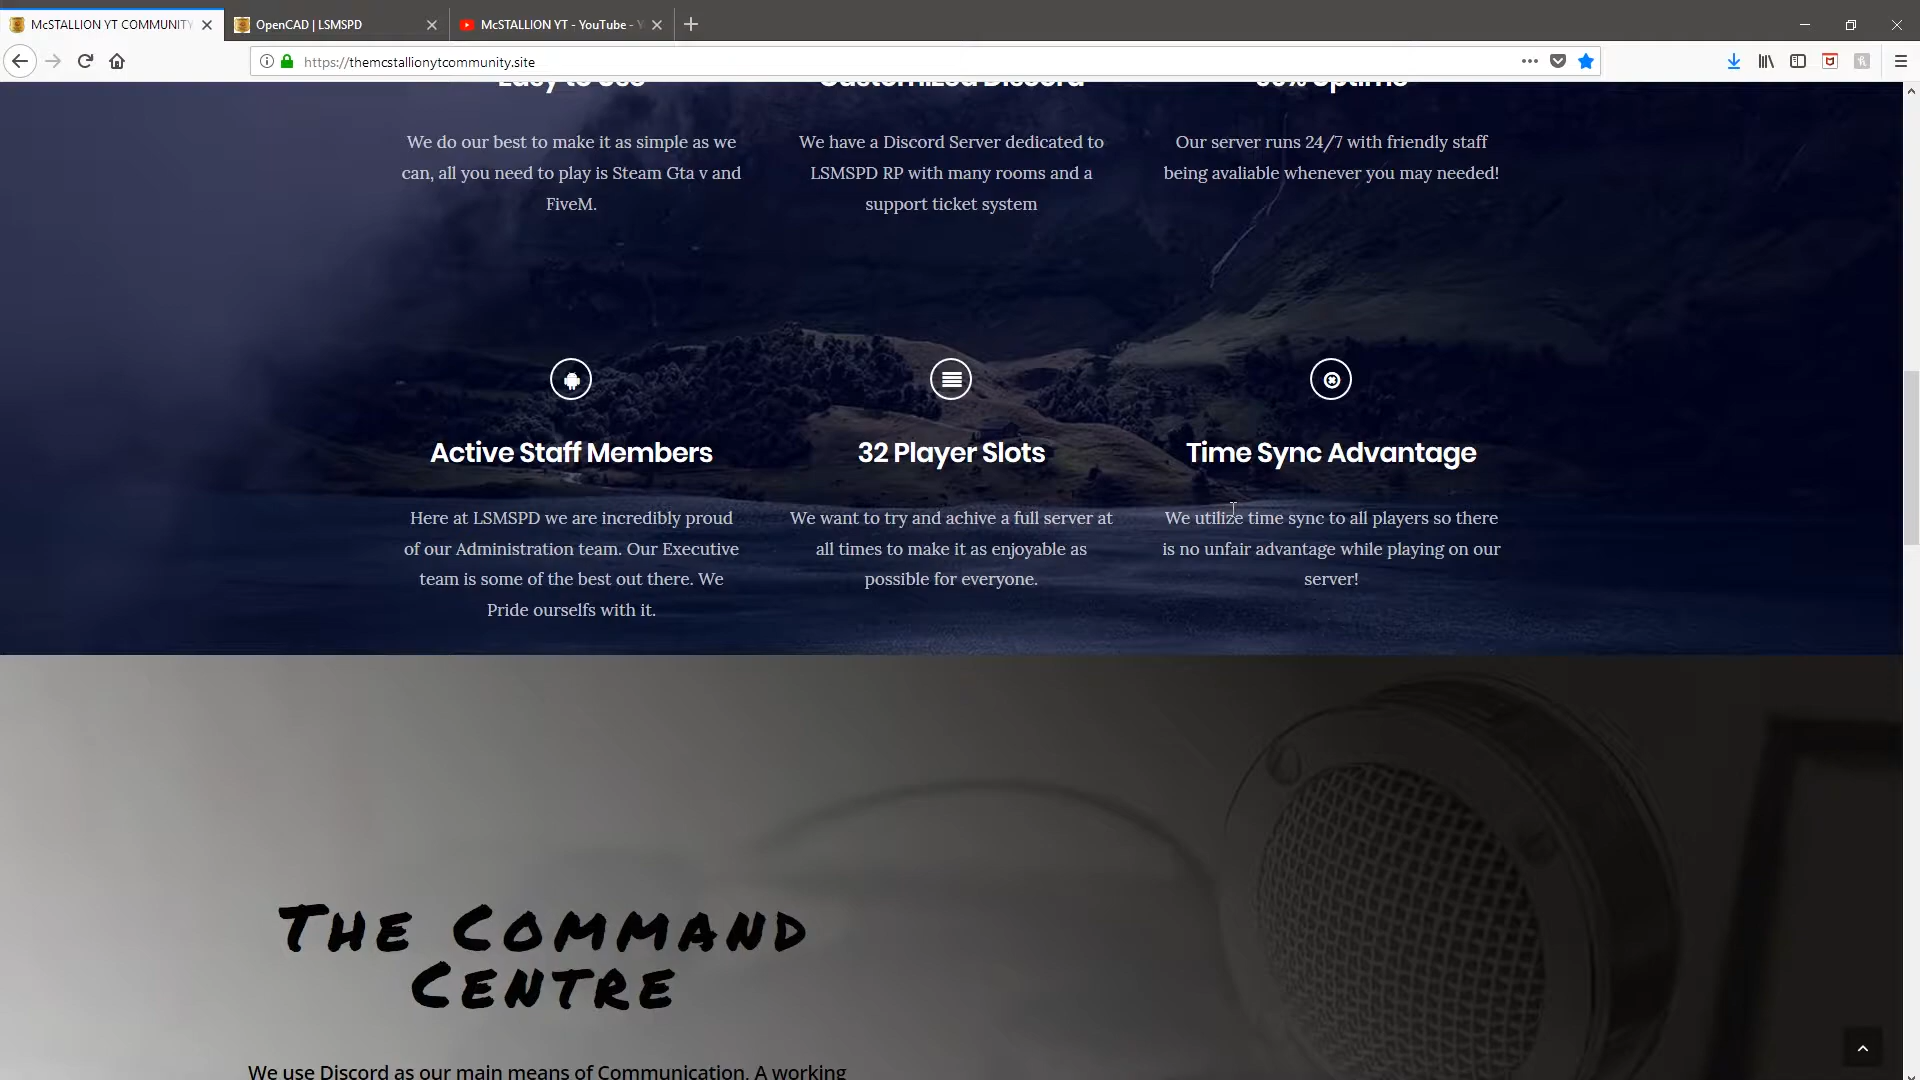 McSTALLION YT COMMUNITY
OpenCAD | LSMSPD
McSTALLION YT - YouTube -
https://themcstallionytcommunity.site
Easy to Use
Customized Discord
Uptime
We do our best to make it as simple as we
can, all you need to play is Steam Gta v and
FiveM.
We have a Discord Server dedicated to
LSMSPD RP with many rooms and a
support ticket system
Our server runs 24/7 with friendly staff
being avaliable whenever you may needed!
Active Staff Members
32 Player Slots
Time Sync Advantage
Here at LSMSPD we are incredibly proud
of our Administration team. Our Executive
team is some of the best out there. We
Pride ourselfs with it.
We want to try and achive a full server at
all times to make it as enjoyable as
possible for everyone.
We utilize time sync to all players so there
is no unfair advantage while playing on our
server!
The Command
Centre
We use Discord as our main means of Communication. A working